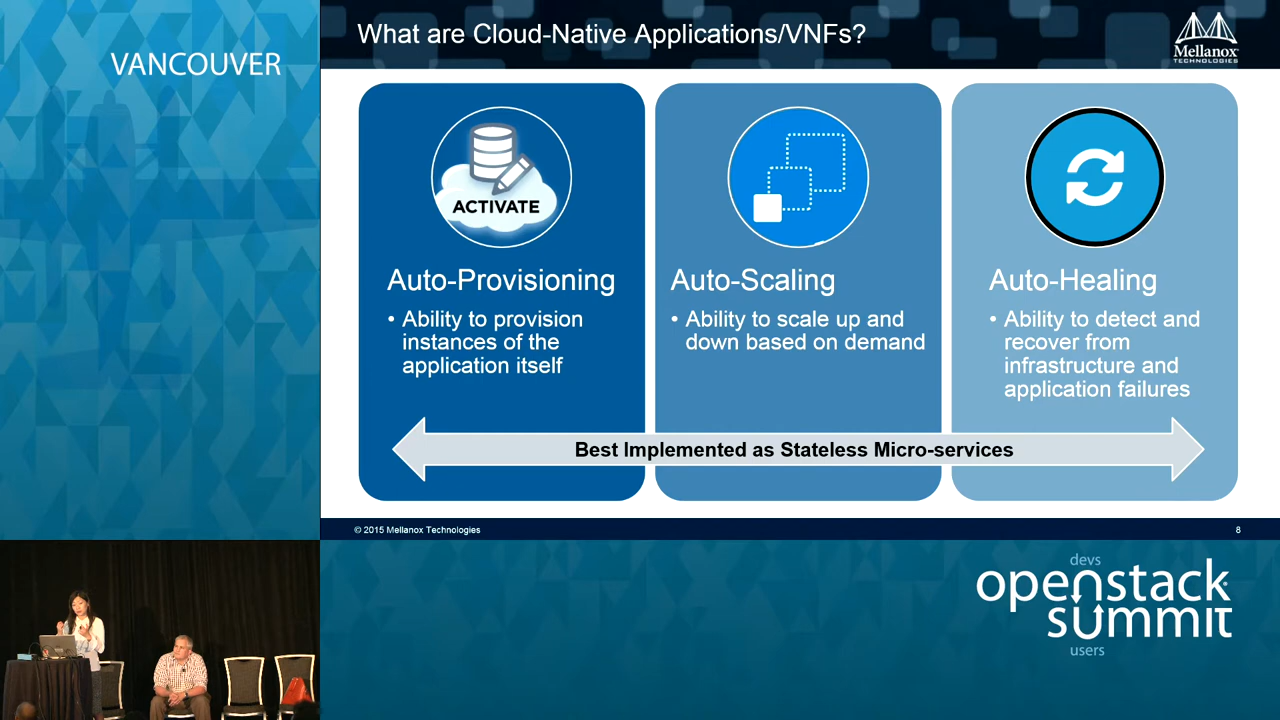 VANCOUVER
What are Cloud-Native Applications/VNFs?
Mellanox
TECHNOLOGIES
ACTIVATE
Auto-Provisioning
• Ability to provision
instances of the
application itself
Auto-Scaling
• Ability to scale up and
down based on demand
Auto-Healing
• Ability to detect and
recover from
infrastructure and
application failures
Best Implemented as Stateless Micro-services
© 2015 Mellanox Technologies
8
devs
openstack
summit
users